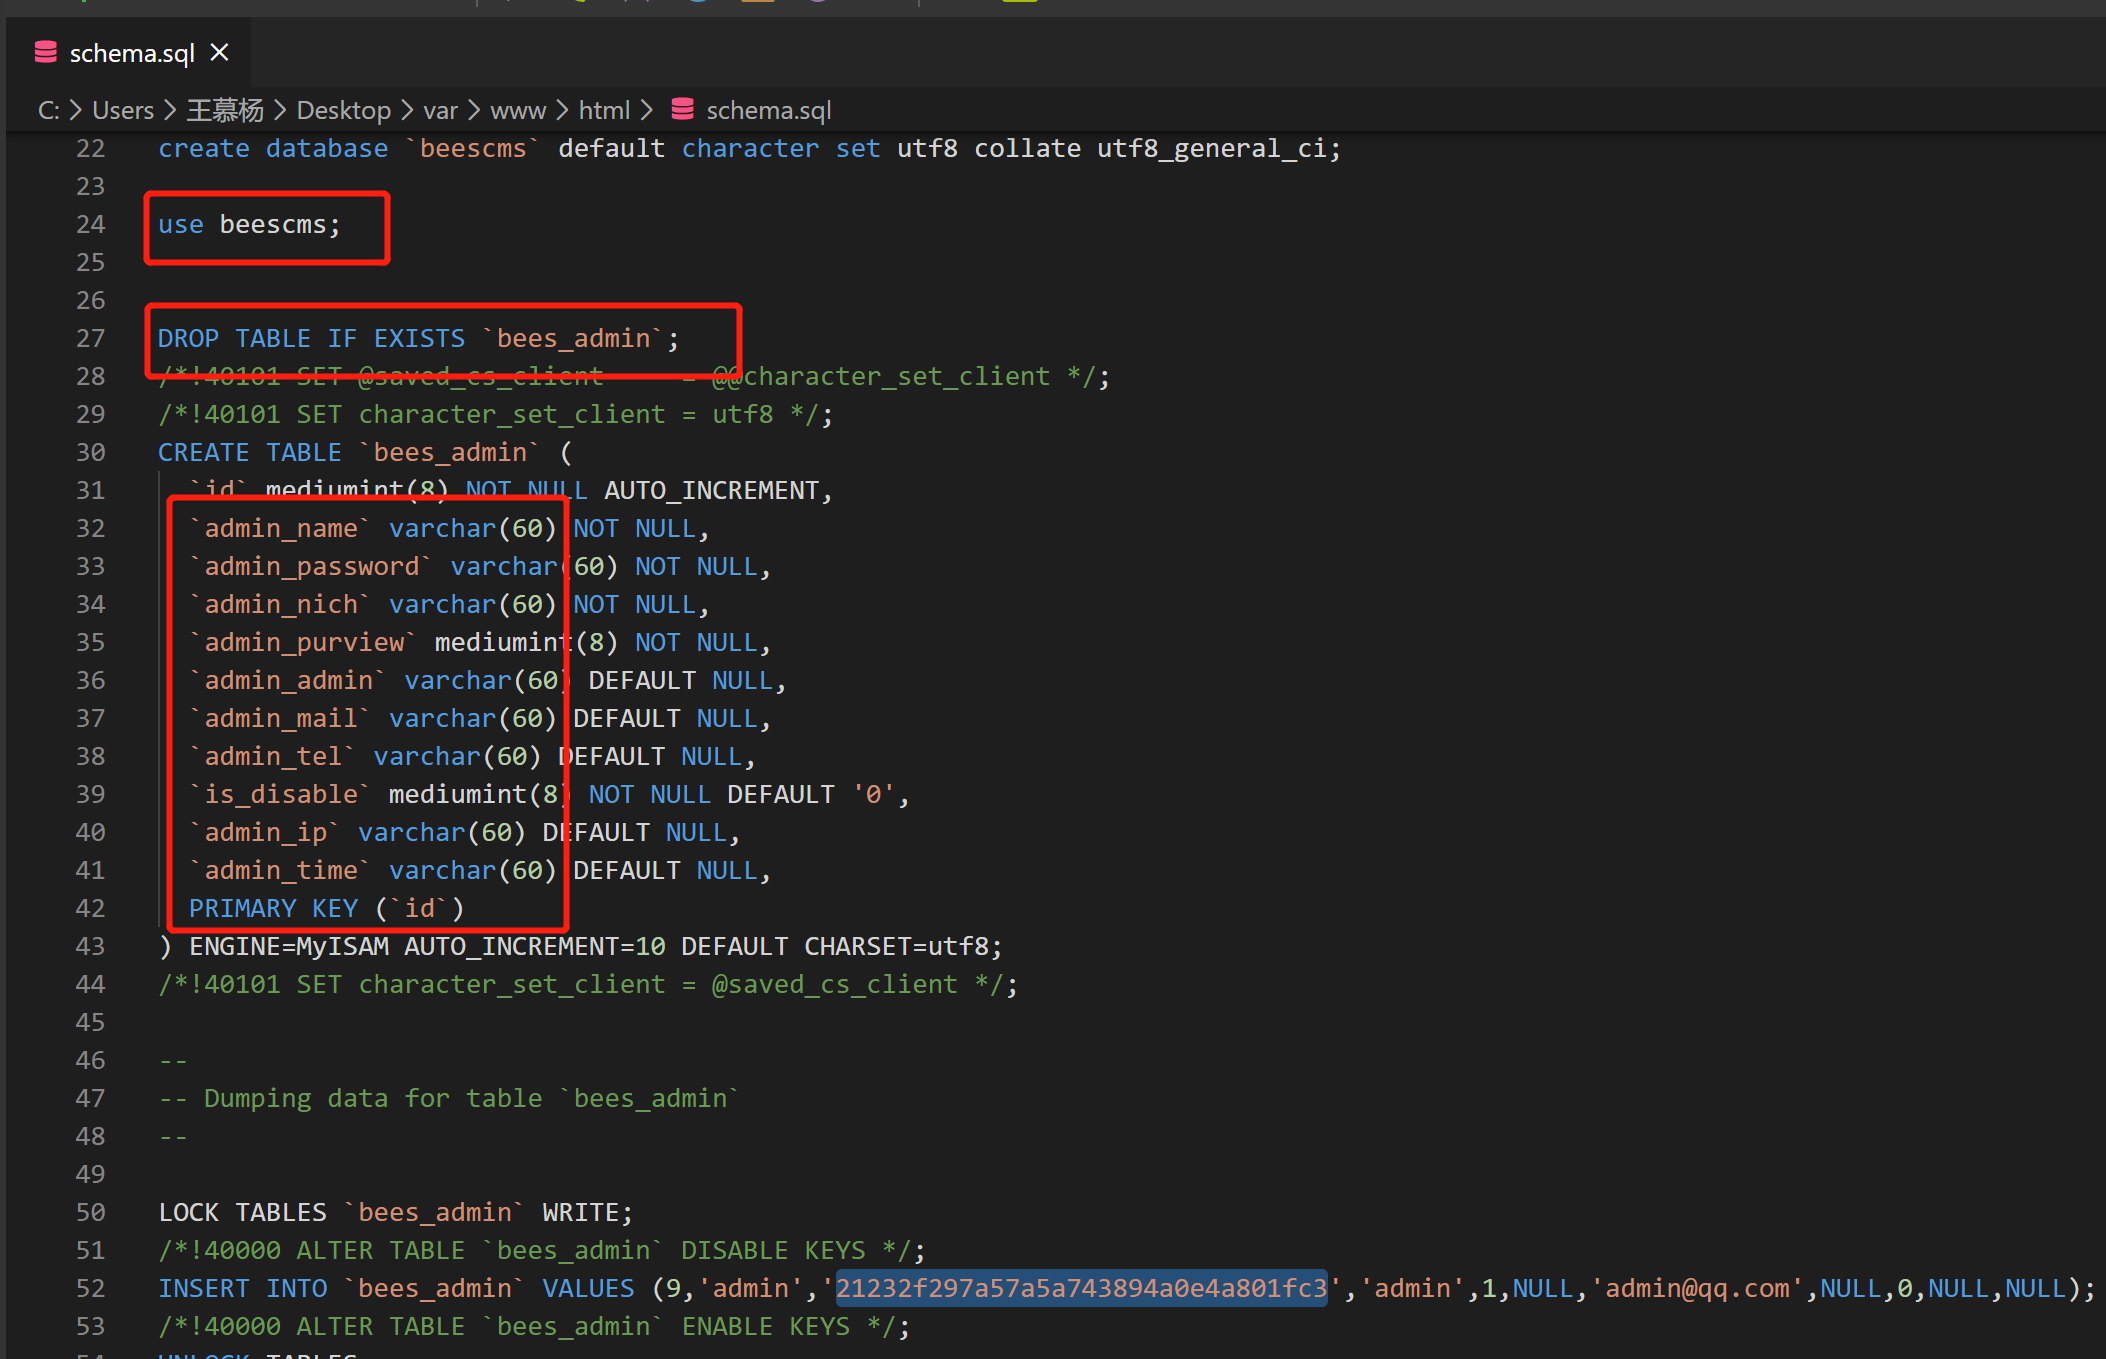 schema.sql
C: > Users > 王慕杨 > Desktop > var > www > html > schema.sql
22 create database `beescms` default character set utf8 collate utf8_general_ci;
23
24 use beescms;
25
26
27 DROP TABLE IF EXISTS `bees_admin`;
28 /*!40101 SET @saved_cs_client     = @@character_set_client */;
29 /*!40101 SET character_set_client = utf8 */;
30 CREATE TABLE `bees_admin` (
31   `id` mediumint(8) NOT NULL AUTO_INCREMENT,
32   `admin_name` varchar(60) NOT NULL,
33   `admin_password` varchar(60) NOT NULL,
34   `admin_nich` varchar(60) NOT NULL,
35   `admin_purview` mediumint(8) NOT NULL,
36   `admin_admin` varchar(60) DEFAULT NULL,
37   `admin_mail` varchar(60) DEFAULT NULL,
38   `admin_tel` varchar(60) DEFAULT NULL,
39   `is_disable` mediumint(8) NOT NULL DEFAULT '0',
40   `admin_ip` varchar(60) DEFAULT NULL,
41   `admin_time` varchar(60) DEFAULT NULL,
42   PRIMARY KEY (`id`)
43 ) ENGINE=MyISAM AUTO_INCREMENT=10 DEFAULT CHARSET=utf8;
44 /*!40101 SET character_set_client = @saved_cs_client */;
45
46 --
47 -- Dumping data for table `bees_admin`
48 --
49
50 LOCK TABLES `bees_admin` WRITE;
51 /*!40000 ALTER TABLE `bees_admin` DISABLE KEYS */;
52 INSERT INTO `bees_admin` VALUES (9,'admin','21232f297a57a5a743894a0e4a801fc3','admin',1,NULL,'admin@qq.com',NULL,0,NULL,NULL);
53 /*!40000 ALTER TABLE `bees_admin` ENABLE KEYS */;
54 UNLOCK TABLES